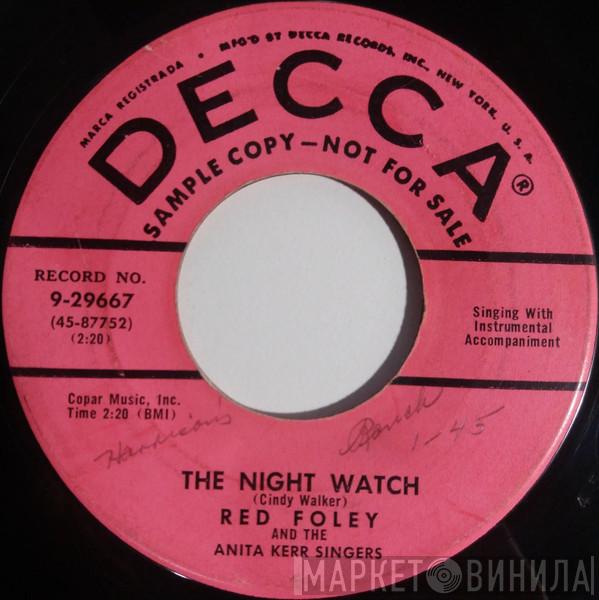 MARCA REGISTRADA • MFG'D BY DECCA RECORDS, INC., NEW YORK, U. S. A.
DECCA®
SAMPLE COPY—NOT FOR SALE
RECORD NO.
9-29667
(45-87752)
(2:20)
Singing With
Instrumental
Accompaniment
Copar Music, Inc.
Time 2:20 (BMI)
Harrison's Ranch
1-45
THE NIGHT WATCH
(Cindy Walker)
RED FOLEY
AND THE
ANITA KERR SINGERS
МАРКЕТ ВИНИЛА